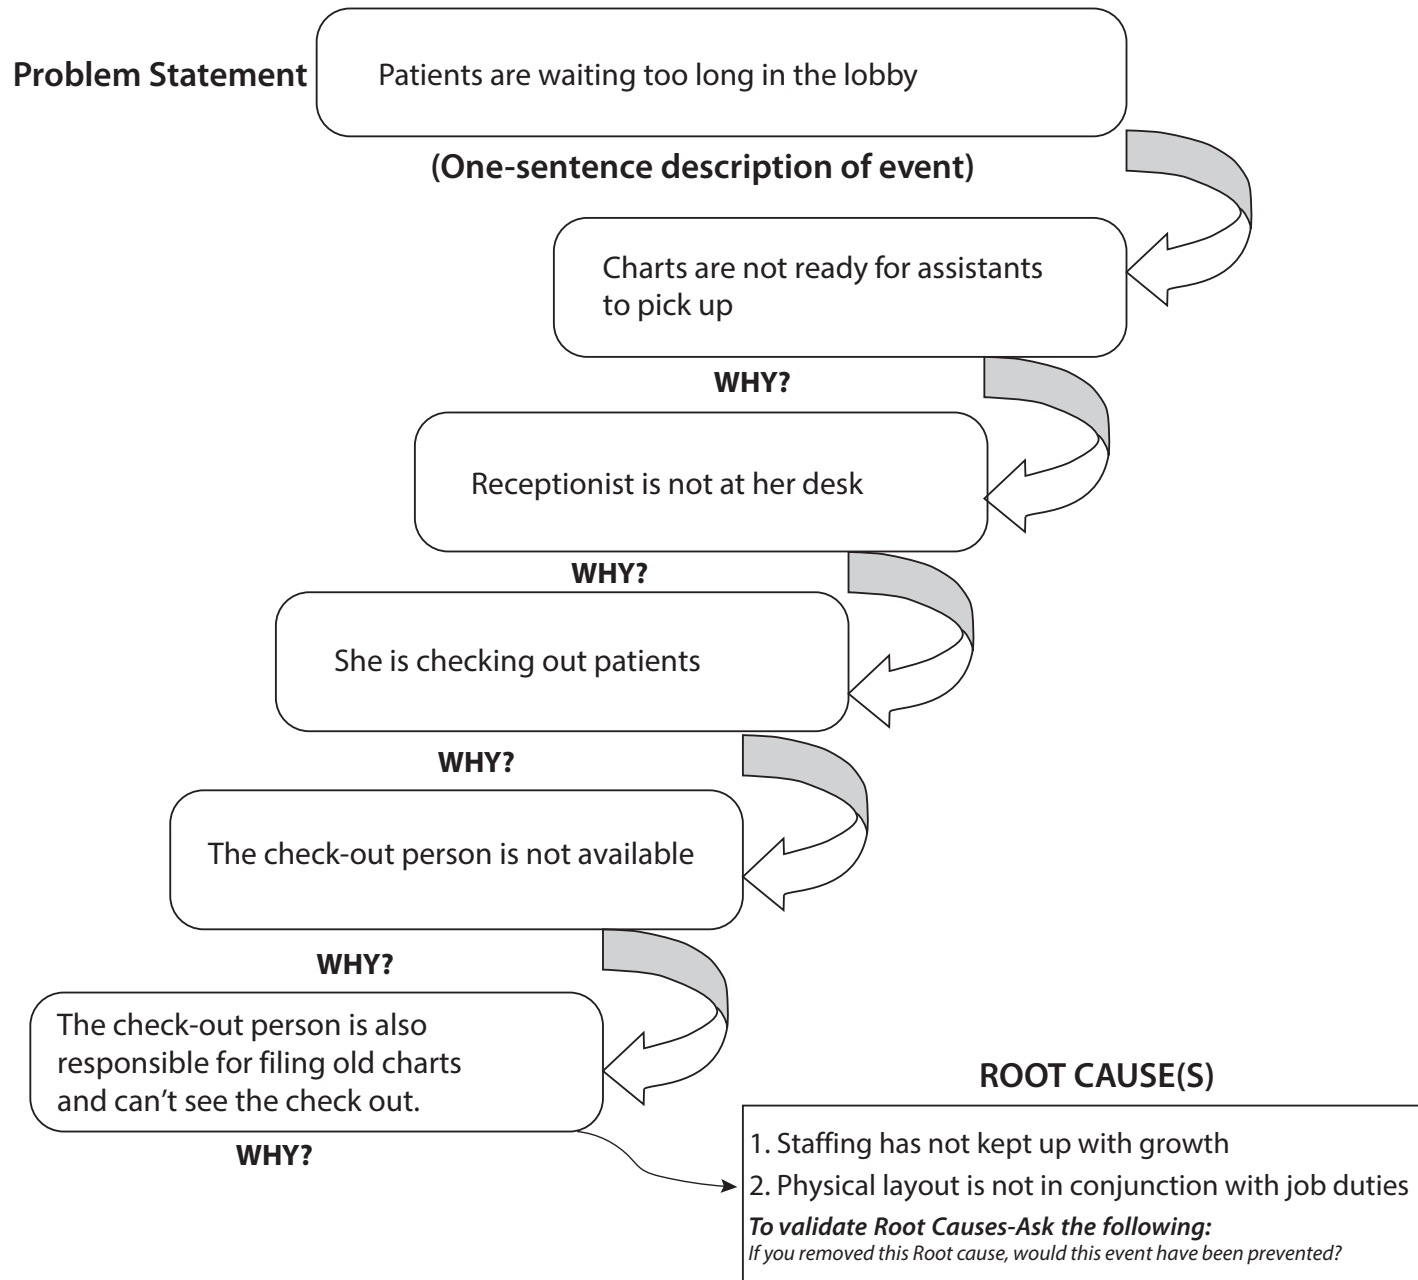 Problem Statement
Patients are waiting too long in the lobby
(One-sentence description of event)
Charts are not ready for assistants
to pick up
WHY?
Receptionist is not at her desk
WHY?
She is checking out patients
WHY?
The check-out person is not available
WHY?
The check-out person is also
responsible for filing old charts
and can't see the check out.
WHY?
ROOT CAUSE(S)
1. Staffing has not kept up with growth
2. Physical layout is not in conjunction with job duties
To validate Root Causes-Ask the following:
If you removed this Root cause, would this event have been prevented?